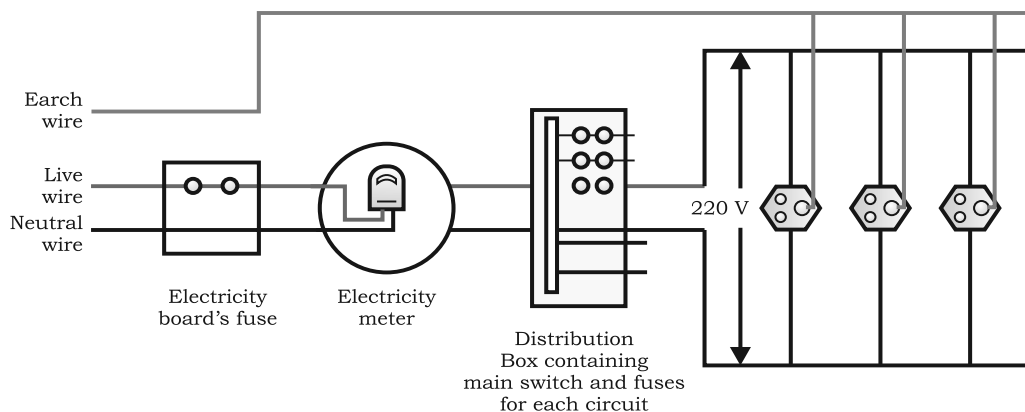 Earch
wire
Live
wire
Neutral
wire
220 V
Electricity
board's fuse
Electricity
meter
Distribution
Box containing
main switch and fuses
for each circuit